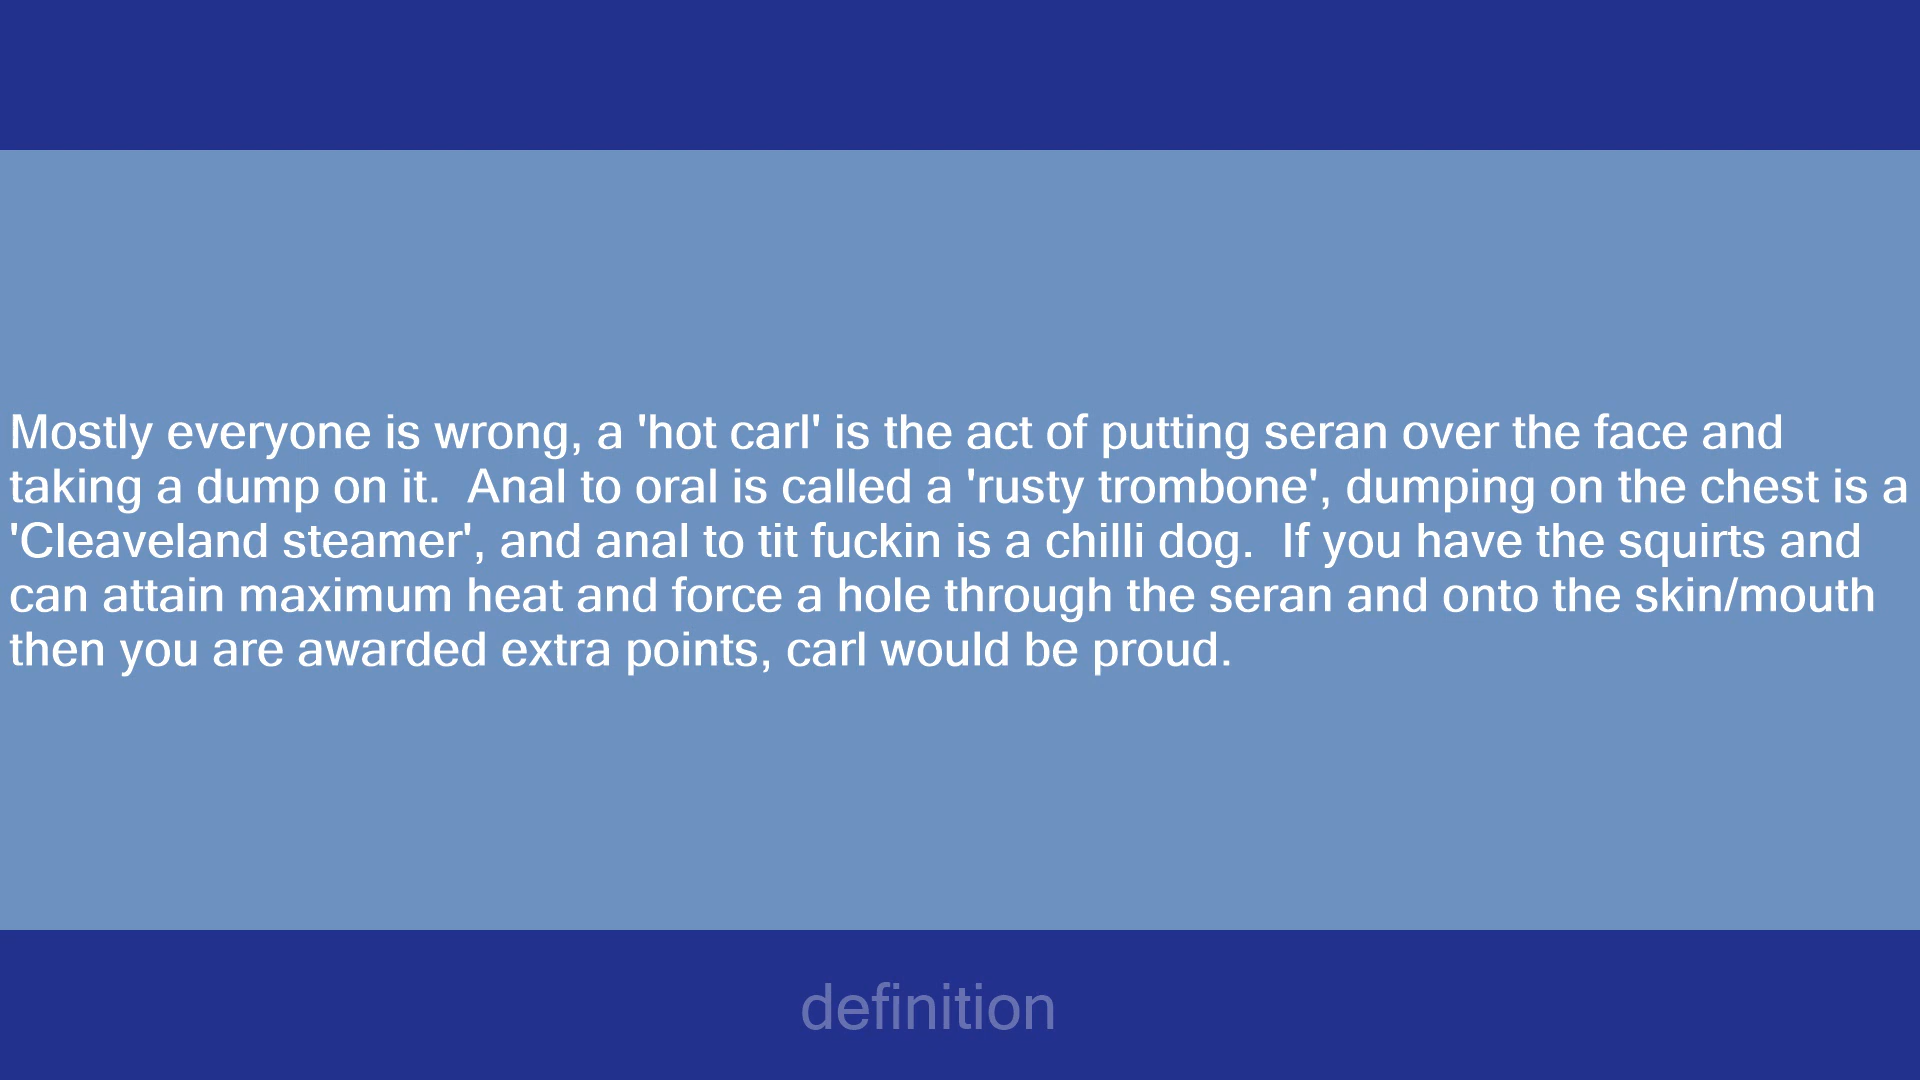 Mostly everyone is wrong, a 'hot carl' is the act of putting seran over the face and
taking a dump on it.  Anal to oral is called a 'rusty trombone', dumping on the chest is a
'Cleaveland steamer', and anal to tit fuckin is a chilli dog.  If you have the squirts and
can attain maximum heat and force a hole through the seran and onto the skin/mouth
then you are awarded extra points, carl would be proud.
definition